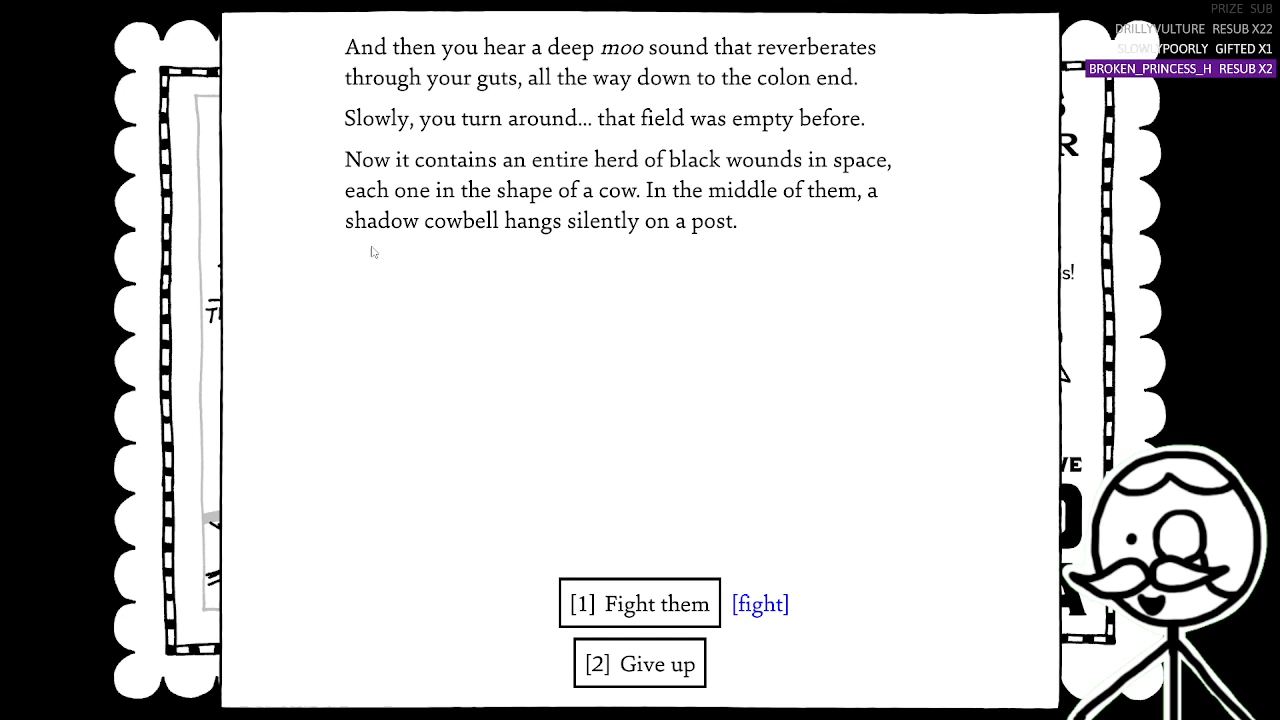 PRIZE SUB
DRILLYVULTURE RESUB X22
SLOWLYPOORLY GIFTED X1
BROKEN_PRINCESS_H RESUB X2
And then you hear a deep moo sound that reverberates
through your guts, all the way down to the colon end.
Slowly, you turn around... that field was empty before.
Now it contains an entire herd of black wounds in space,
each one in the shape of a cow. In the middle of them, a
shadow cowbell hangs silently on a post.
[1] Fight them [fight]
[2] Give up